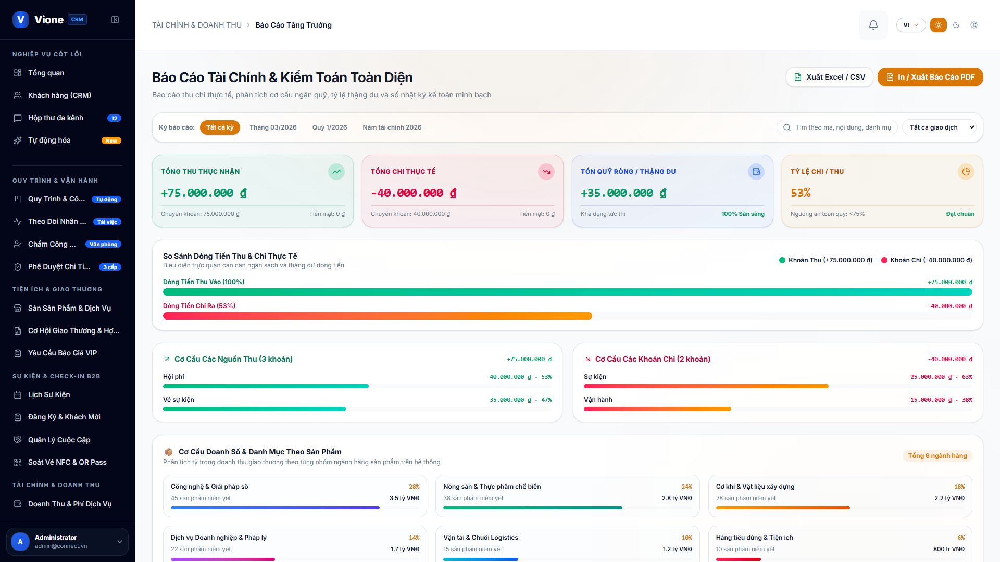 V Vione CRM
NGHIỆP VỤ CỐT LÕI
Tổng quan
Khách hàng (CRM)
Hộp thư đa kênh 12
Tự động hóa New
QUY TRÌNH & VẬN HÀNH
Quy Trình & Cô... Tự động
Theo Dõi Nhân ... Tải việc
Chấm Công ... Văn phòng
Phê Duyệt Chi Ti... 3 cấp
TIỆN ÍCH & GIAO THƯƠNG
Sàn Sản Phẩm & Dịch Vụ
Cơ Hội Giao Thương & Hợ...
Yêu Cầu Báo Giá VIP
SỰ KIỆN & CHECK-IN B2B
Lịch Sự Kiện
Đăng Ký & Khách Mời
Quản Lý Cuộc Gặp
Soát Vé NFC & QR Pass
TÀI CHÍNH & DOANH THU
Doanh Thu & Phí Dịch Vụ
A Administrator
admin@connect.vn
TÀI CHÍNH & DOANH THU > Báo Cáo Tăng Trưởng
VI
Báo Cáo Tài Chính & Kiểm Toán Toàn Diện
Báo cáo thu chi thực tế, phân tích cơ cấu ngân quỹ, tỷ lệ thặng dư và sổ nhật ký kế toán minh bạch
Xuất Excel / CSV
In / Xuất Báo Cáo PDF
Kỳ báo cáo: Tất cả kỳ Tháng 03/2026 Quý 1/2026 Năm tài chính 2026
Tìm theo mã, nội dung, danh mụ
Tất cả giao dịch
TỔNG THU THỰC NHẬN
+75.000.000 ₫
Chuyển khoản: 75.000.000 ₫ Tiền mặt: 0 ₫
TỔNG CHI THỰC TẾ
-40.000.000 ₫
Chuyển khoản: 40.000.000 ₫ Tiền mặt: 0 ₫
TỒN QUỸ RÒNG / THẶNG DƯ
+35.000.000 ₫
Khả dụng tức thì 100% Sẵn sàng
TỶ LỆ CHI / THU
53%
Ngưỡng an toàn quỹ: <75% Đạt chuẩn
So Sánh Dòng Tiền Thu & Chi Thực Tế
Biểu diễn trực quan cán cân ngân sách và thặng dư dòng tiền
Khoản Thu (+75.000.000 ₫) Khoản Chi (-40.000.000 ₫)
Dòng Tiền Thu Vào (100%) +75.000.000 ₫
Dòng Tiền Chi Ra (53%) -40.000.000 ₫
Cơ Cấu Các Nguồn Thu (3 khoản) +75.000.000 ₫
Hội phí 40.000.000 ₫ · 53%
Vé sự kiện 35.000.000 ₫ · 47%
Cơ Cấu Các Khoản Chi (2 khoản) -40.000.000 ₫
Sự kiện 25.000.000 ₫ · 63%
Vận hành 15.000.000 ₫ · 38%
Cơ Cấu Doanh Số & Danh Mục Theo Sản Phẩm
Phân tích tỷ trọng doanh thu giao thương theo từng nhóm ngành hàng sản phẩm trên hệ thống
Tổng 6 ngành hàng
Công nghệ & Giải pháp số 28%
45 sản phẩm niêm yết 3.5 tỷ VNĐ
Nông sản & Thực phẩm chế biến 24%
38 sản phẩm niêm yết 2.8 tỷ VNĐ
Cơ khí & Vật liệu xây dựng 18%
28 sản phẩm niêm yết 2.2 tỷ VNĐ
Dịch vụ Doanh nghiệp & Pháp lý 14%
22 sản phẩm niêm yết 1.7 tỷ VNĐ
Vận tải & Chuỗi Logistics 10%
15 sản phẩm niêm yết 1.2 tỷ VNĐ
Hàng tiêu dùng & Tiện ích 6%
10 sản phẩm niêm yết 800 tr VNĐ